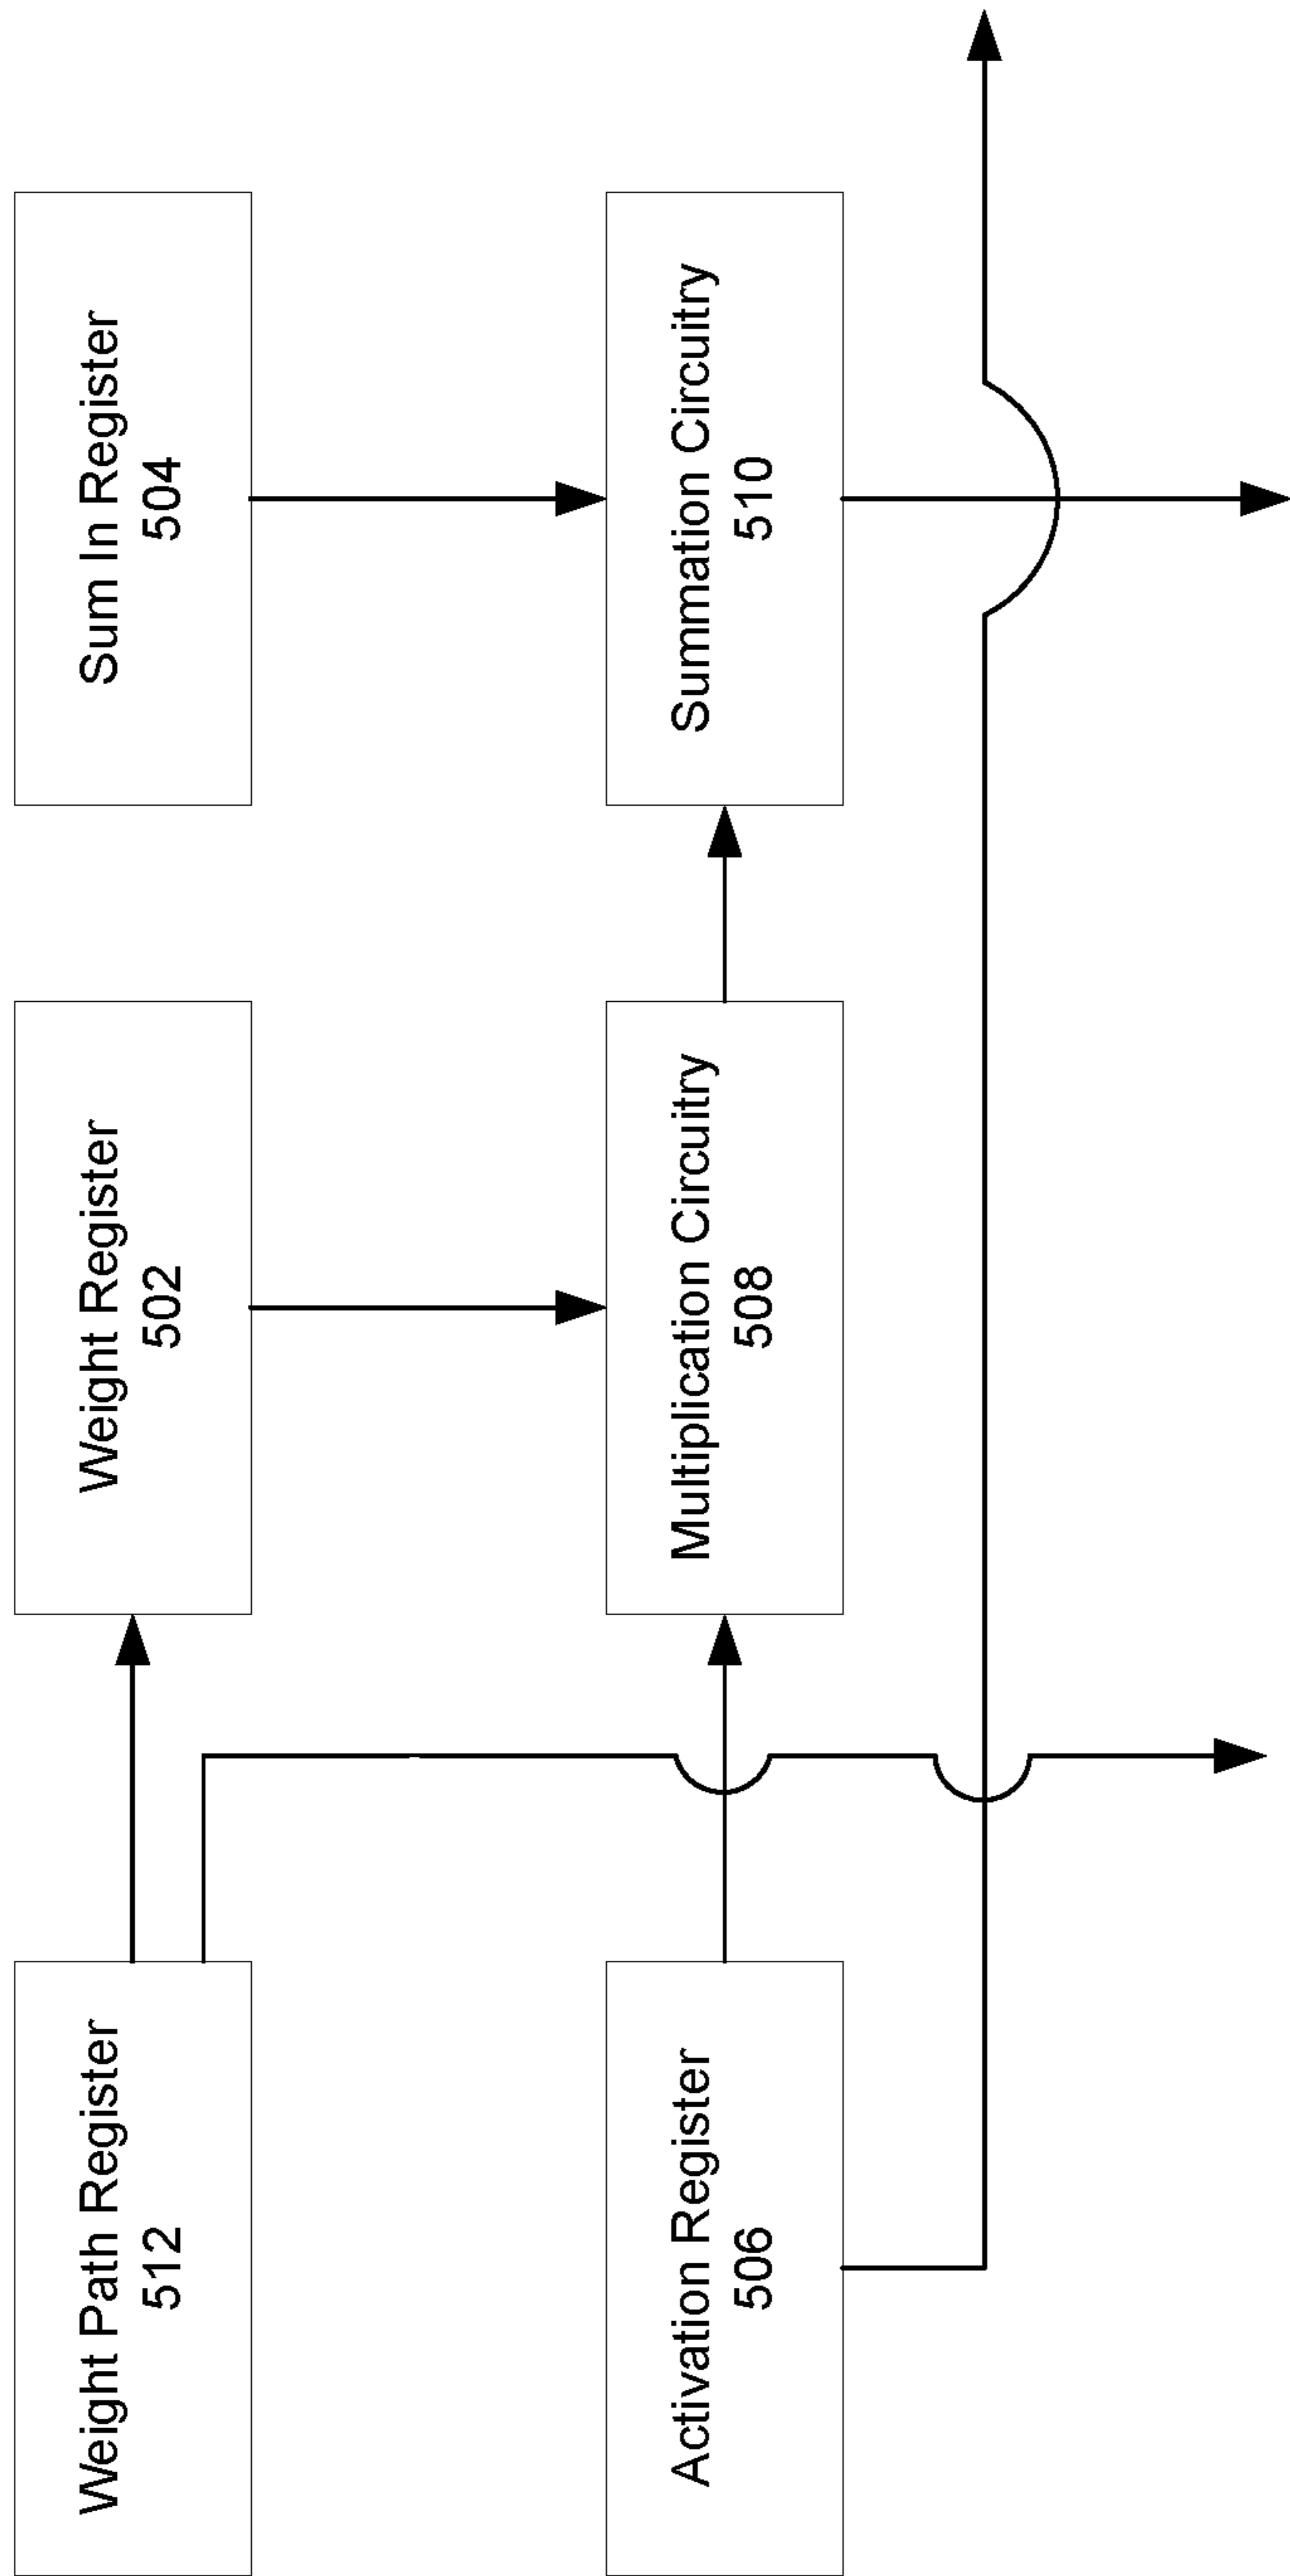 Weight Path Register
512
Weight Register
502
Sum In Register
504
Activation Register
506
Multiplication Circuitry
508
Summation Circuitry
510